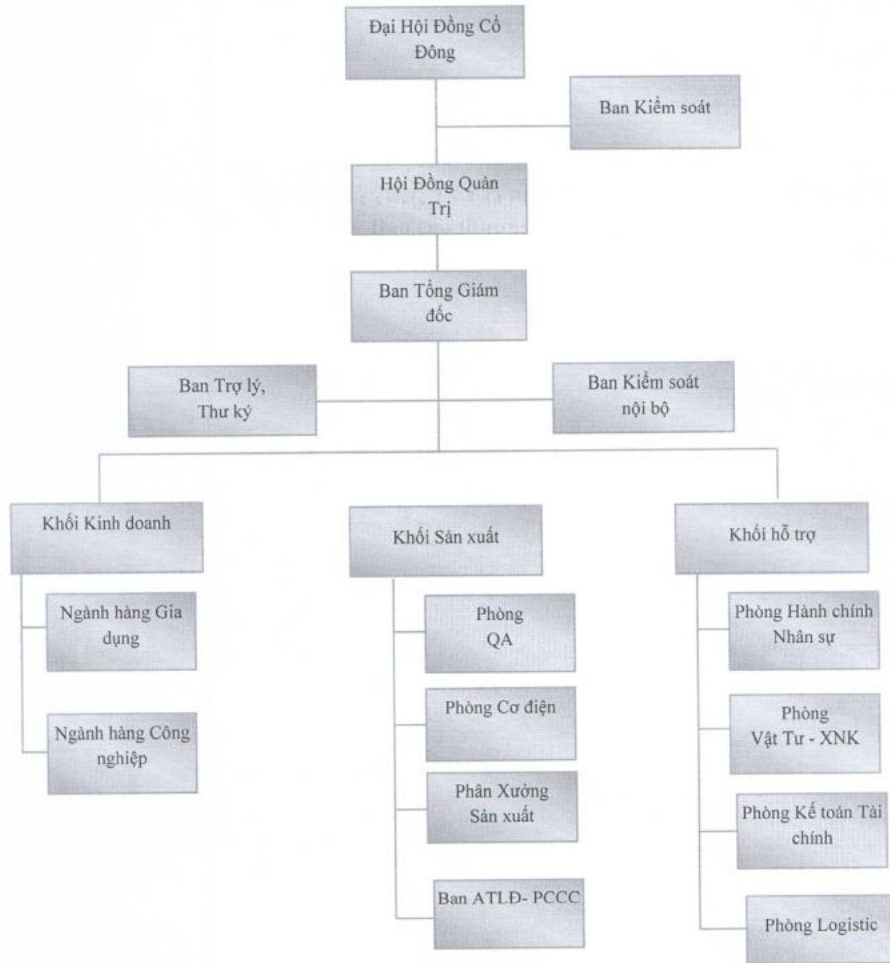 Đại Hội Đồng Cổ
Đông
Ban Kiểm soát
Hội Đồng Quản
Trị
Ban Tổng Giám
đốc
Ban Trợ lý,
Thư ký
Ban Kiểm soát
nội bộ
Khối Kinh doanh
Ngành hàng Gia
dụng
Ngành hàng Công
nghiệp
Khối Sản xuất
Phòng
QA
Phòng Cơ điện
Phân Xưởng
Sản xuất
Ban ATLĐ- PCCC
Khối hỗ trợ
Phòng Hành chính
Nhân sự
Phòng
Vật Tư - XNK
Phòng Kế toán Tài
chính
Phòng Logistic